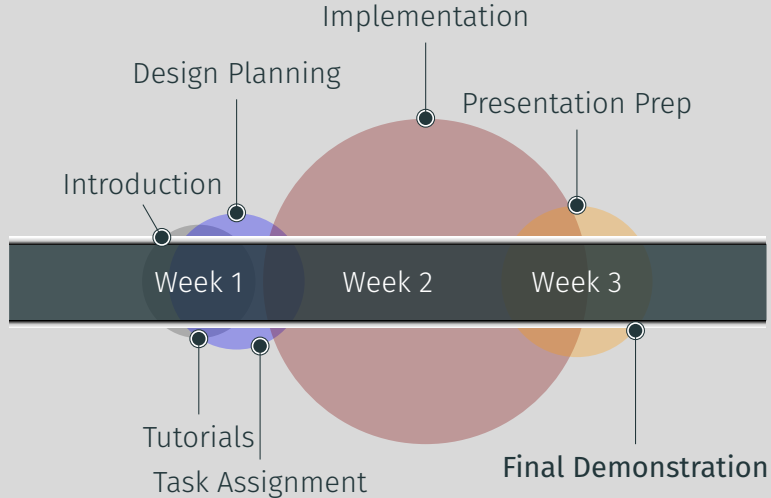 Implementation
Design Planning
Presentation Prep
Introduction
Week 1
Week 2
Week 3
Tutorials
Task Assignment
Final Demonstration